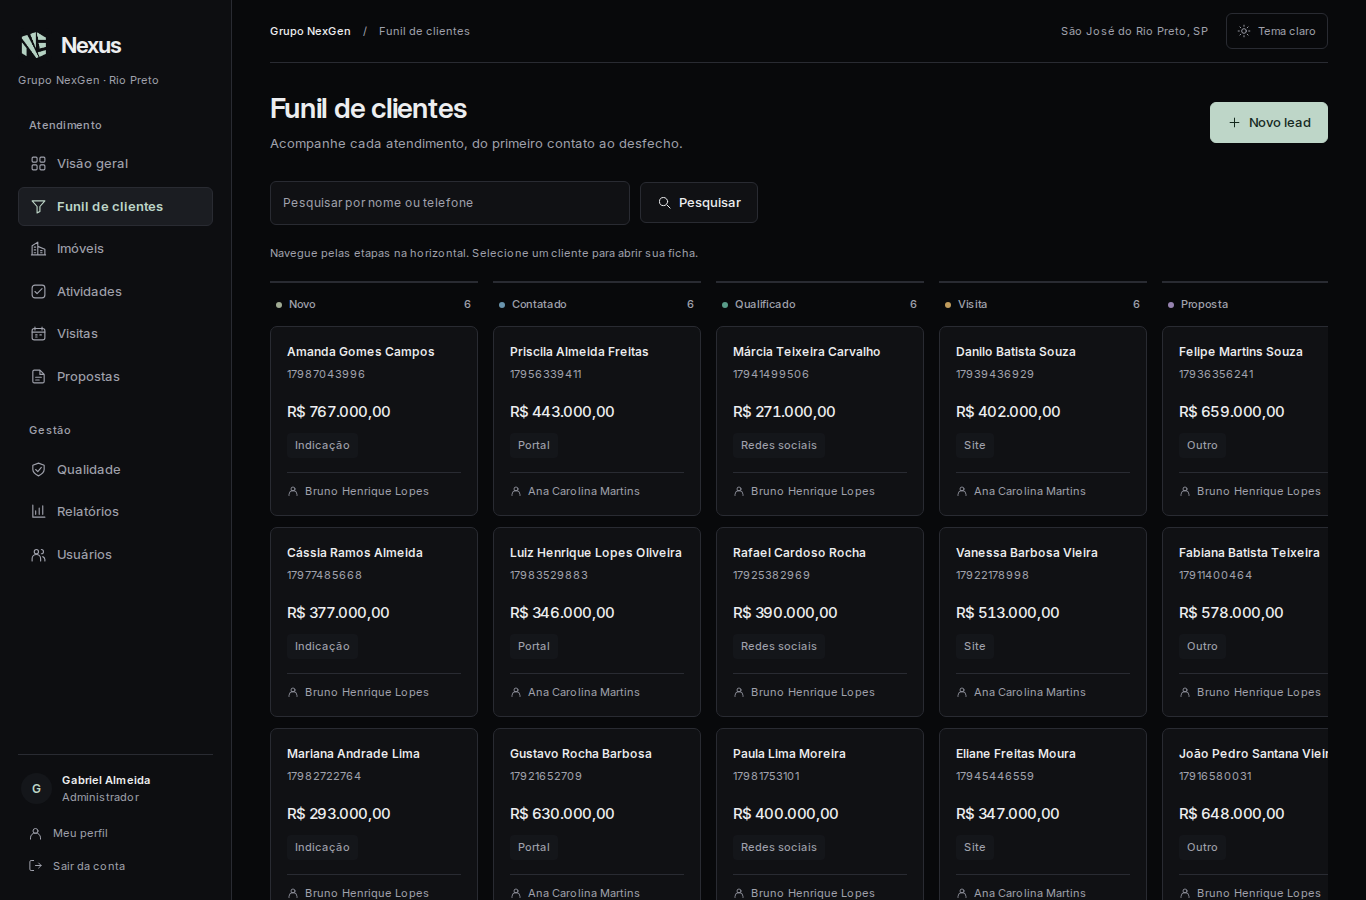 Nexus
Grupo NexGen · Rio Preto
Atendimento
Visão geral
Funil de clientes
Imóveis
Atividades
Visitas
Propostas
Gestão
Qualidade
Relatórios
Usuários
G
Gabriel Almeida
Administrador
Meu perfil
Sair da conta
Grupo NexGen / Funil de clientes
São José do Rio Preto, SP
Tema claro
Funil de clientes
Acompanhe cada atendimento, do primeiro contato ao desfecho.
Novo lead
Pesquisar por nome ou telefone
Pesquisar
Navegue pelas etapas na horizontal. Selecione um cliente para abrir sua ficha.
Novo 6
Amanda Gomes Campos
17987043996
R$ 767.000,00
Indicação
Bruno Henrique Lopes
Cássia Ramos Almeida
17977485668
R$ 377.000,00
Indicação
Bruno Henrique Lopes
Mariana Andrade Lima
17982722764
R$ 293.000,00
Indicação
Bruno Henrique Lopes
Contatado 6
Priscila Almeida Freitas
17956339411
R$ 443.000,00
Portal
Ana Carolina Martins
Luiz Henrique Lopes Oliveira
17983529883
R$ 346.000,00
Portal
Ana Carolina Martins
Gustavo Rocha Barbosa
17921652709
R$ 630.000,00
Portal
Ana Carolina Martins
Qualificado 6
Márcia Teixeira Carvalho
17941499506
R$ 271.000,00
Redes sociais
Bruno Henrique Lopes
Rafael Cardoso Rocha
17925382969
R$ 390.000,00
Redes sociais
Bruno Henrique Lopes
Paula Lima Moreira
17981753101
R$ 400.000,00
Redes sociais
Bruno Henrique Lopes
Visita 6
Danilo Batista Souza
17939436929
R$ 402.000,00
Site
Ana Carolina Martins
Vanessa Barbosa Vieira
17922178998
R$ 513.000,00
Site
Ana Carolina Martins
Eliane Freitas Moura
17945446559
R$ 347.000,00
Site
Ana Carolina Martins
Proposta
Felipe Martins Souza
17936356241
R$ 659.000,00
Outro
Bruno Henrique Lopes
Fabiana Batista Teixeira
17911400464
R$ 578.000,00
Outro
Bruno Henrique Lopes
João Pedro Santana
17916580031
R$ 648.000,00
Outro
Bruno Henrique Lopes